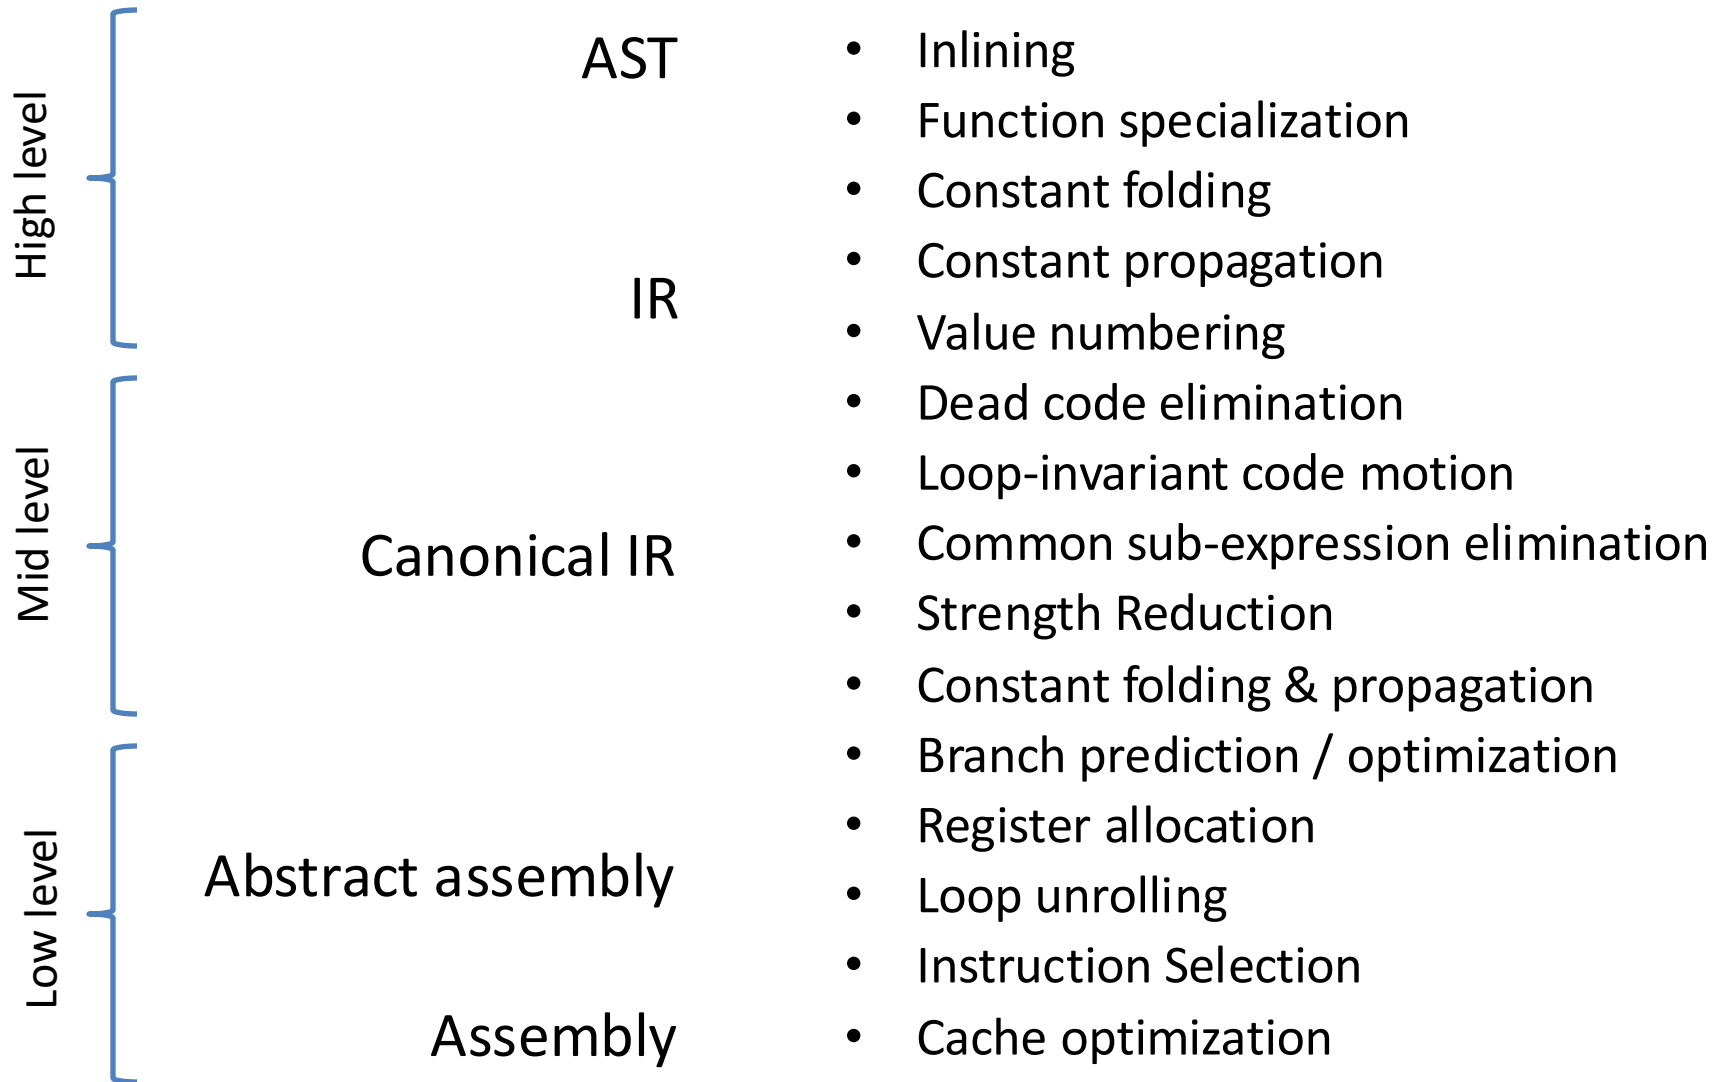 High level
AST
IR
• Inlining
• Function specialization
• Constant folding
• Constant propagation
• Value numbering
Mid level
Canonical IR
• Dead code elimination
• Loop-invariant code motion
• Common sub-expression elimination
• Strength Reduction
• Constant folding & propagation
Low level
Abstract assembly
Assembly
• Branch prediction / optimization
• Register allocation
• Loop unrolling
• Instruction Selection
• Cache optimization